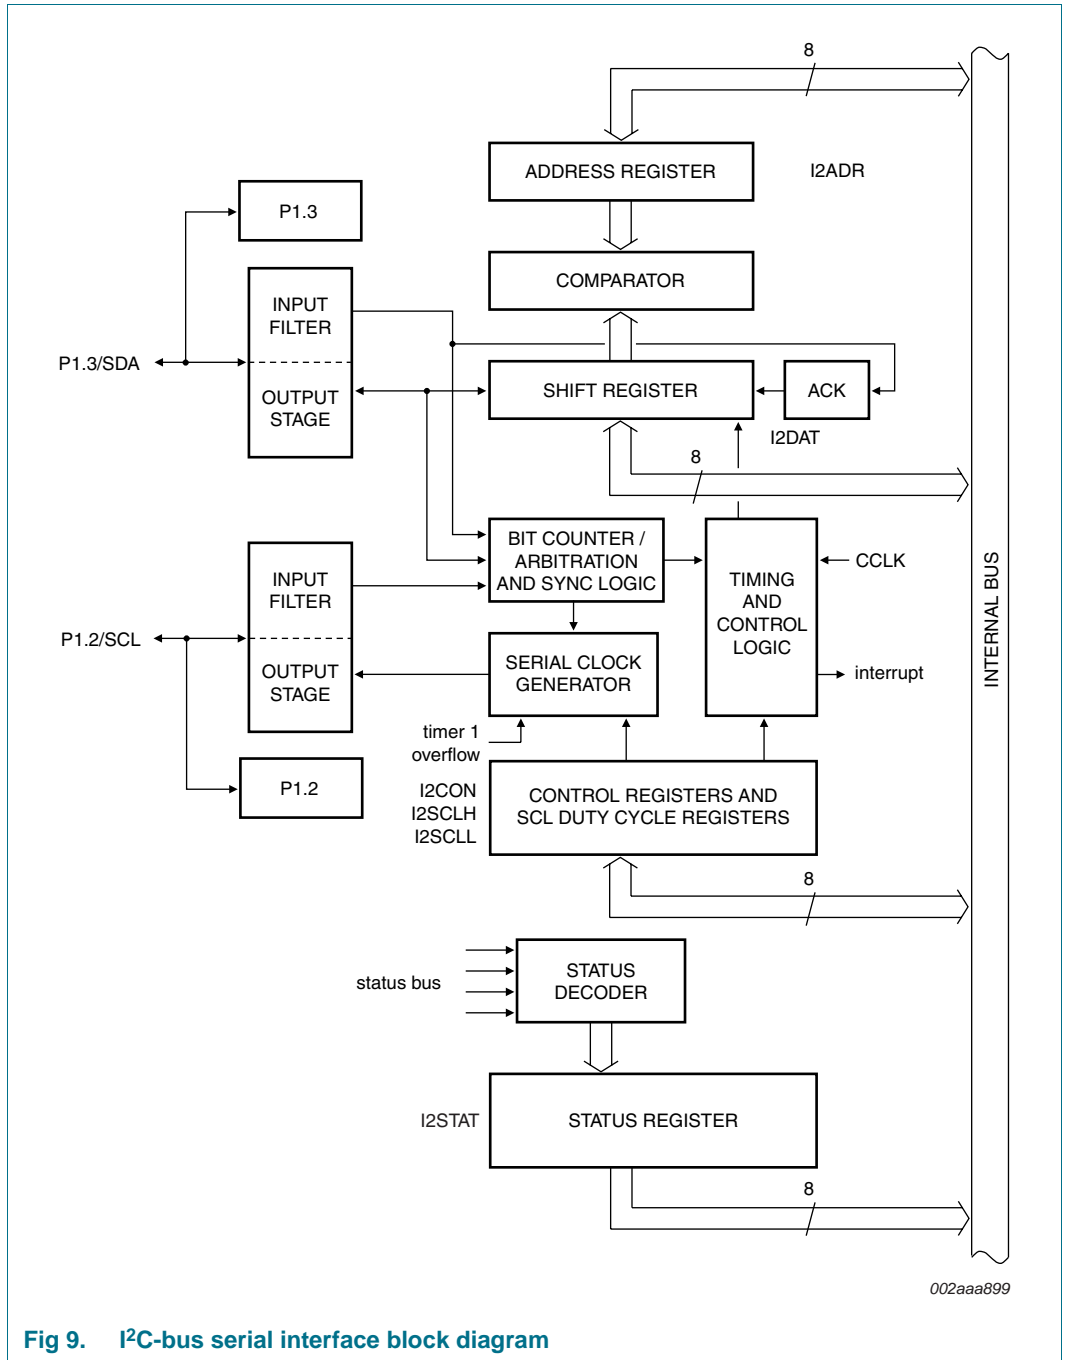 8
ADDRESS REGISTER
I2ADR
P1.3
COMPARATOR
INPUT
FILTER
P1.3/SDA
OUTPUT
STAGE
SHIFT REGISTER
ACK
I2DAT
8
BIT COUNTER /
ARBITRATION
AND SYNC LOGIC
INPUT
FILTER
TIMING
AND
CONTROL
LOGIC
CCLK
INTERNAL BUS
P1.2/SCL
OUTPUT
STAGE
SERIAL CLOCK
GENERATOR
interrupt
timer 1
overflow
P1.2
I2CON
I2SCLH
I2SCLL
CONTROL REGISTERS AND
SCL DUTY CYCLE REGISTERS
8
status bus
STATUS
DECODER
I2STAT
STATUS REGISTER
8
002aaa899
Fig 9. I²C-bus serial interface block diagram